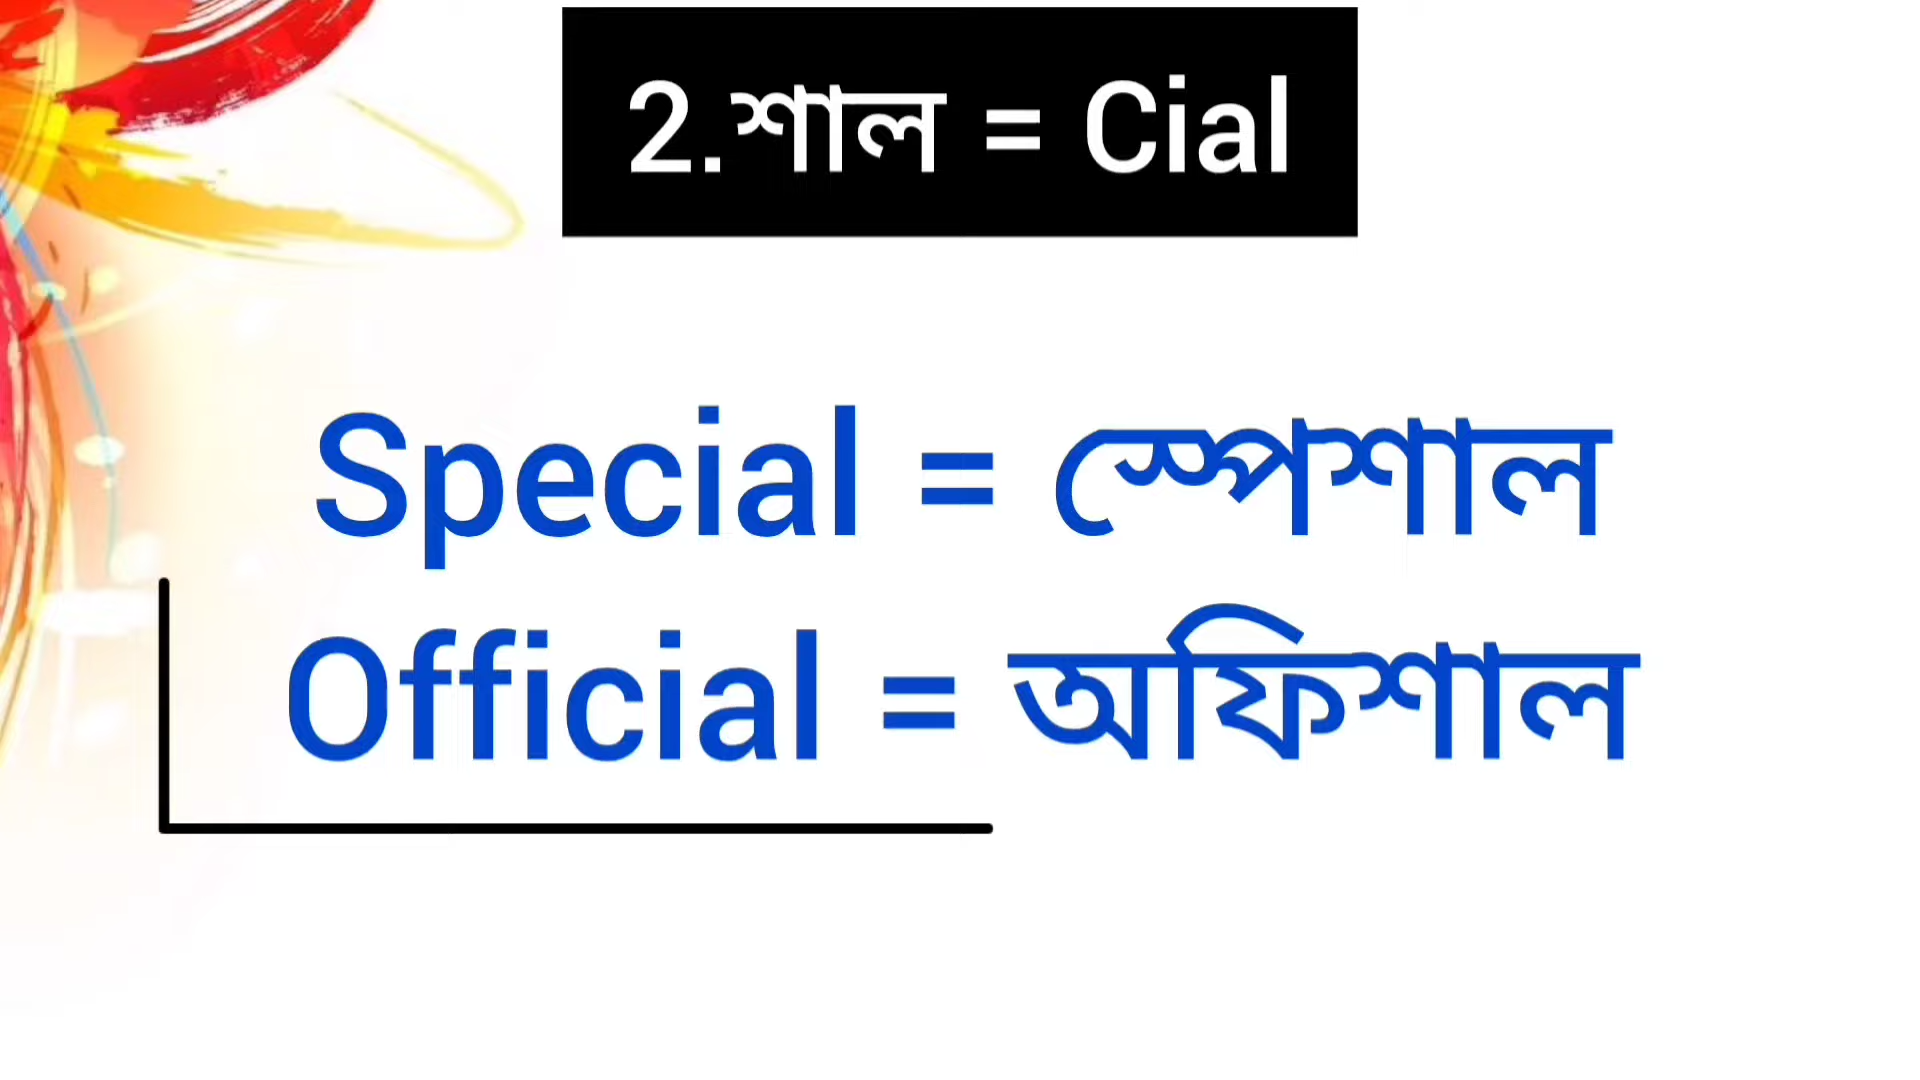 2.শাল = Cial
Special = স্পেশাল
Official = অফিশাল